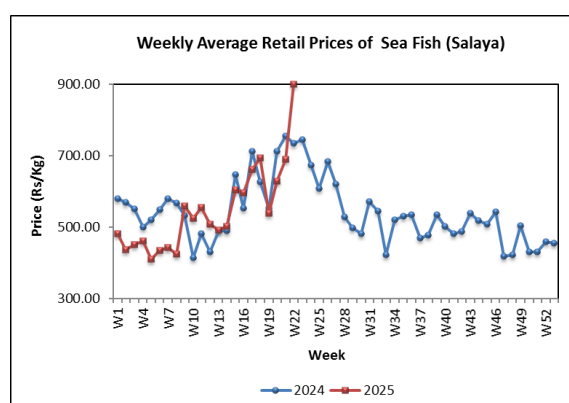 Weekly Average Retail Prices of Sea Fish (Salaya)
Price (Rs/Kg)
900.00
700.00
500.00
300.00
W1 W4 W7 W10 W13 W16 W19 W22 W25 W28 W31 W34 W37 W40 W43 W46 W49 W52
Week
2024 2025